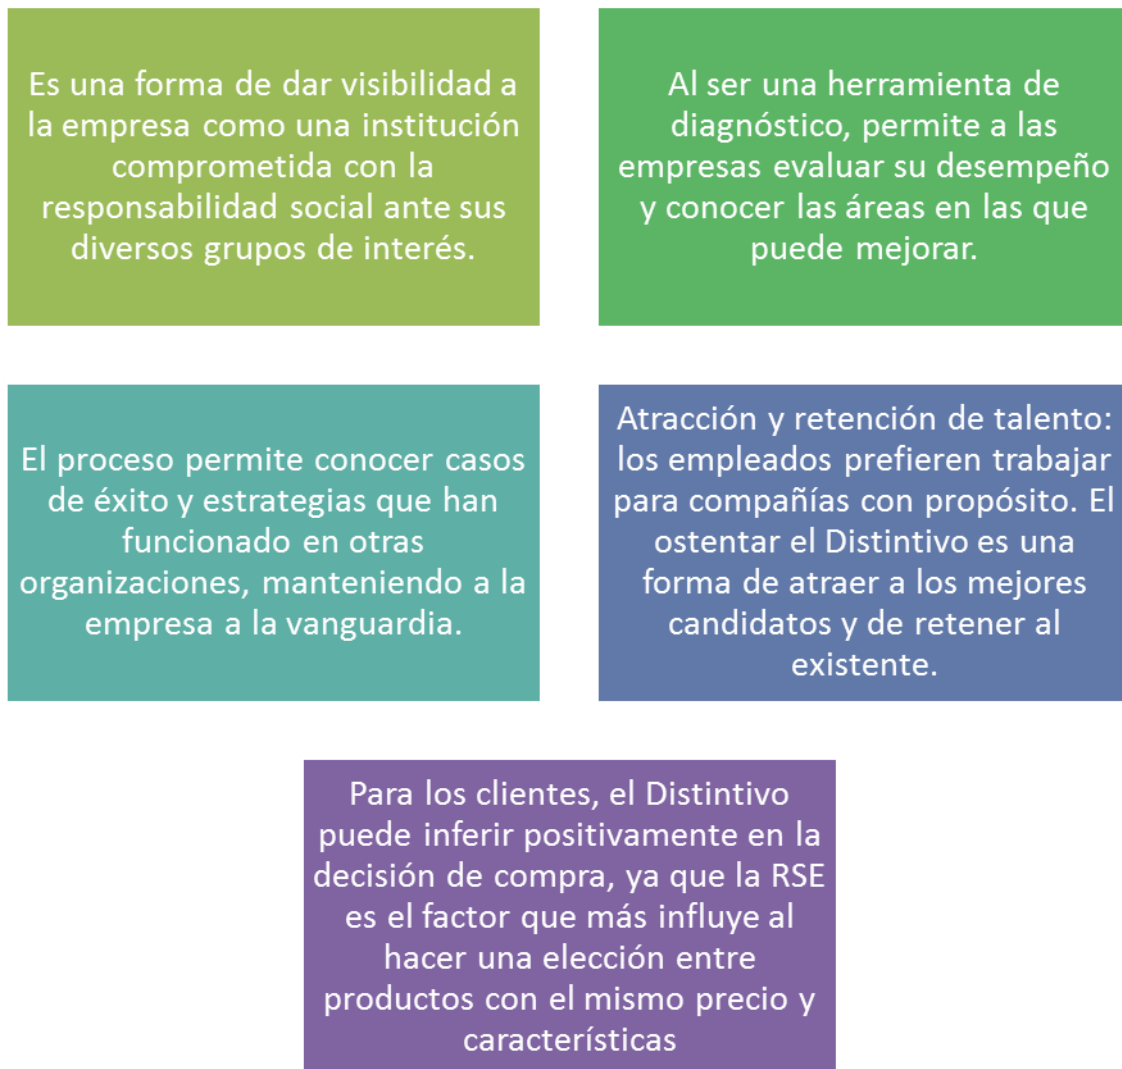 Es una forma de dar visibilidad a
la empresa como una institución
comprometida con la
responsabilidad social ante sus
diversos grupos de interés.
Al ser una herramienta de
diagnóstico, permite a las
empresas evaluar su desempeño
y conocer las áreas en las que
puede mejorar.
El proceso permite conocer casos
de éxito y estrategias que han
funcionado en otras
organizaciones, manteniendo a la
empresa a la vanguardia.
Atracción y retención de talento:
los empleados prefieren trabajar
para compañías con propósito. El
ostentar el Distintivo es una
forma de atraer a los mejores
candidatos y de retener al
existente.
Para los clientes, el Distintivo
puede inferir positivamente en la
decisión de compra, ya que la RSE
es el factor que más influye al
hacer una elección entre
productos con el mismo precio y
características